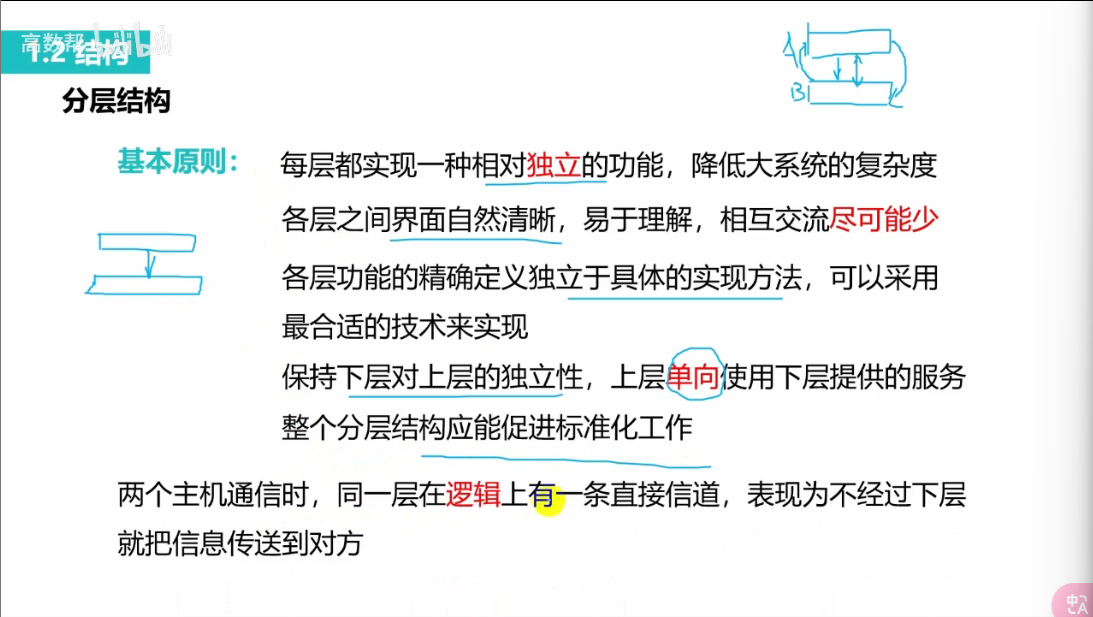 高数帮 bilibili
1.2 结构
分层结构
A
B
基本原则：
每层都实现一种相对独立的功能，降低大系统的复杂度
各层之间界面自然清晰，易于理解，相互交流尽可能少
各层功能的精确定义独立于具体的实现方法，可以采用
最合适的技术来实现
保持下层对上层的独立性，上层单向使用下层提供的服务
整个分层结构应能促进标准化工作
两个主机通信时，同一层在逻辑上有一条直接信道，表现为不经过下层
就把信息传送到对方
中A